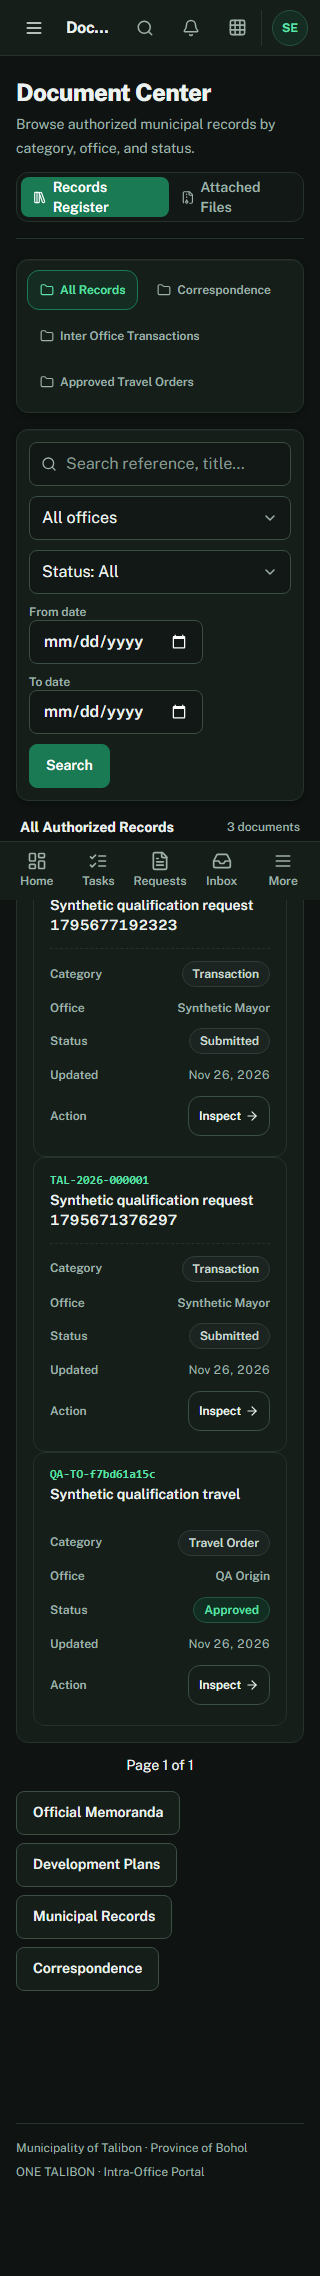 Doc...
SE
Document Center
Browse authorized municipal records by
category, office, and status.
Records
Register
Attached
Files
All Records
Correspondence
Inter Office Transactions
Approved Travel Orders
Search reference, title...
All offices
Status: All
From date
mm/dd/yyyy
To date
mm/dd/yyyy
Search
All Authorized Records
3 documents
Home
Tasks
Requests
Inbox
More
Synthetic qualification request
1795677192323
Category
Transaction
Office
Synthetic Mayor
Status
Submitted
Updated
Nov 26, 2026
Action
Inspect →
TAL-2026-000001
Synthetic qualification request
1795671376297
Category
Transaction
Office
Synthetic Mayor
Status
Submitted
Updated
Nov 26, 2026
Action
Inspect →
QA-TO-f7bd61a15c
Synthetic qualification travel
Category
Travel Order
Office
QA Origin
Status
Approved
Updated
Nov 26, 2026
Action
Inspect →
Page 1 of 1
Official Memoranda
Development Plans
Municipal Records
Correspondence
Municipality of Talibon · Province of Bohol
ONE TALIBON · Intra-Office Portal